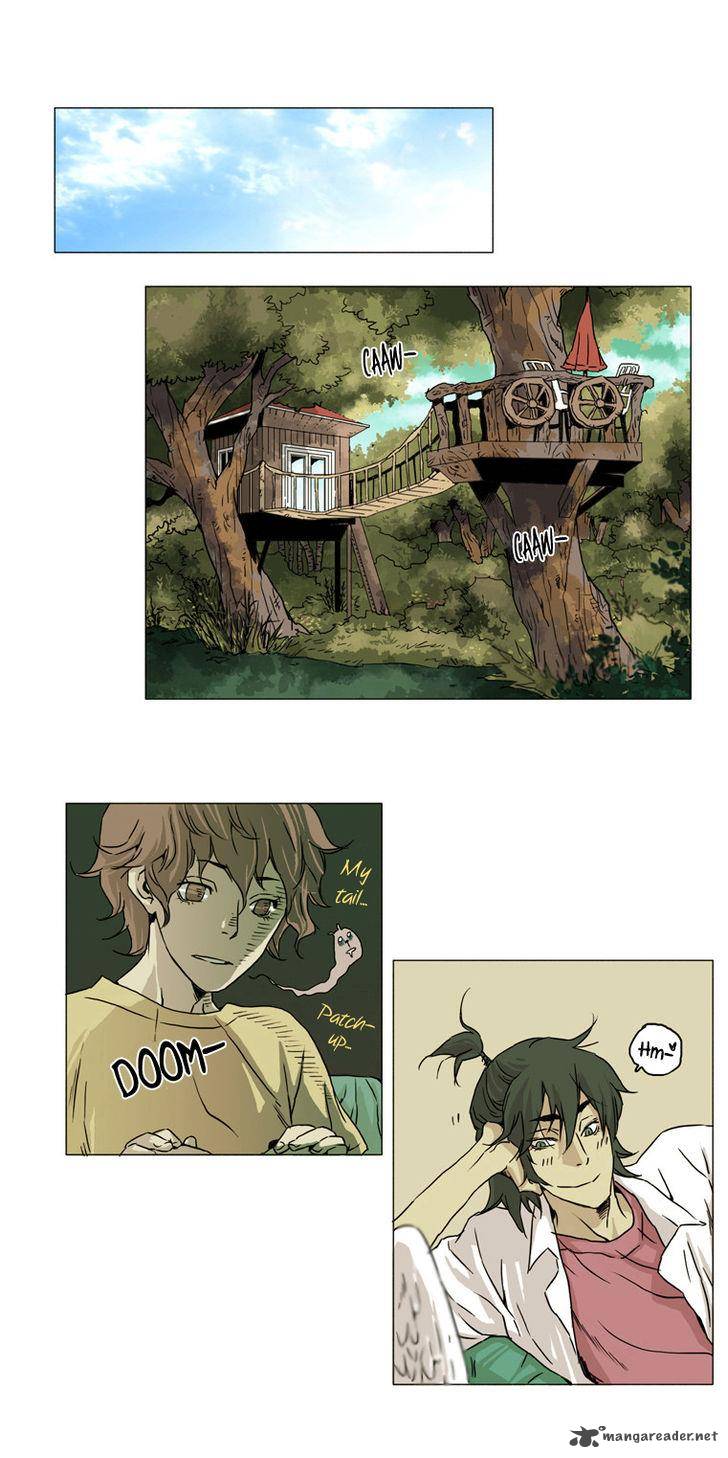 CAAW-
CAAW-
My
tail...
Patch-
up...
DOOM-
Hm~
mangareader.net